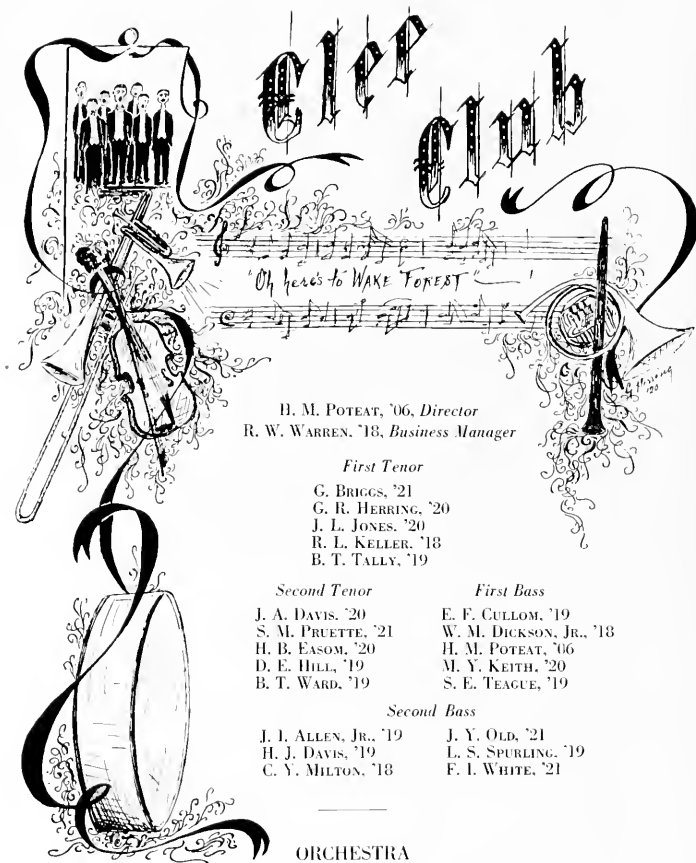 Glee
Club
"Oh here's to WAKE FOREST"
H. M. POTEAT, '06, Director
R. W. WARREN, '18, Business Manager
First Tenor
G. BRIGGS, '21
G. R. HERRING, '20
J. L. JONES, '20
R. L. KELLER, '18
B. T. TALLY, '19
Second Tenor
J. A. DAVIS, '20
S. M. PRUETTE, '21
H. B. EASOM, '20
D. E. HILL, '19
B. T. WARD, '19
First Bass
E. F. CULLOM, '19
W. M. DICKSON, JR., '18
H. M. POTEAT, '06
M. Y. KEITH, '20
S. E. TEAGUE, '19
Second Bass
J. I. ALLEN, JR., '19
H. J. DAVIS, '19
C. Y. MILTON, '18
J. Y. OLD, '21
L. S. SPURLING, '19
F. I. WHITE, '21
ORCHESTRA